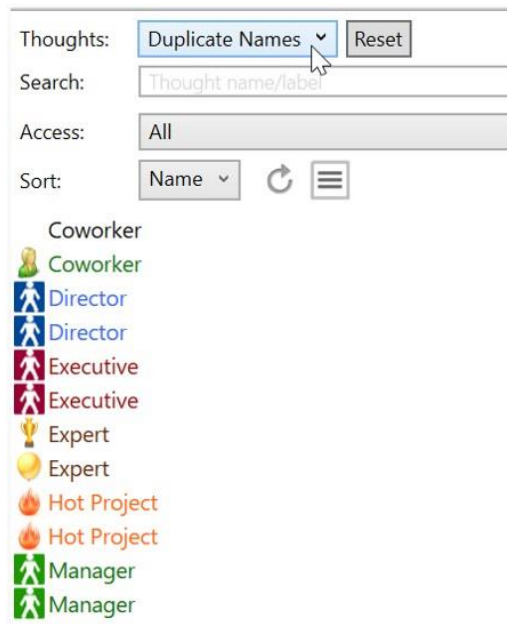 Thoughts: Duplicate Names Reset
Search: Thought name/label
Access: All
Sort: Name
Coworker
Coworker
Director
Director
Executive
Executive
Expert
Expert
Hot Project
Hot Project
Manager
Manager